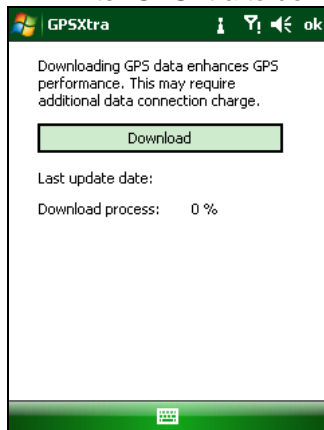 GPSXtra ok
Downloading GPS data enhances GPS
performance. This may require
additional data connection charge.
Download
Last update date:
Download process: 0 %